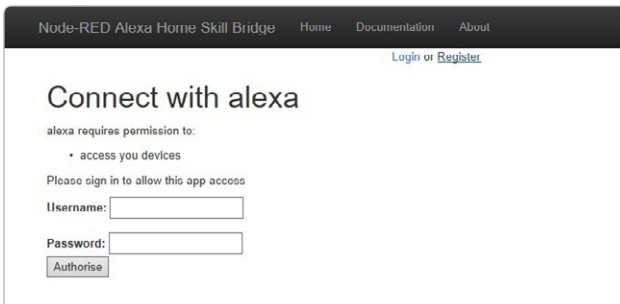 Node-RED Alexa Home Skill Bridge Home Documentation About
Login or Register
Connect with alexa
alexa requires permission to:
• access you devices
Please sign in to allow this app access
Username:
Password:
Authorise